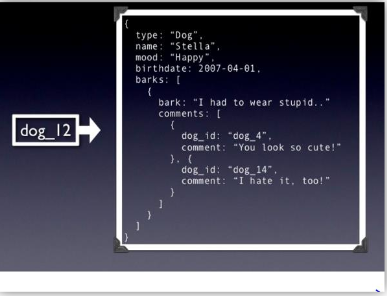 {
type: "Dog",
name: "Stella",
mood: "Happy",
birthdate: 2007-04-01,
barks: [
{
bark: "I had to wear stupid.."
comments: [
{
dog_id: "dog_4",
comment: "You look so cute!"
}, {
dog_id: "dog_14",
comment: "I hate it, too!"
}
]
}
]
}
dog_12